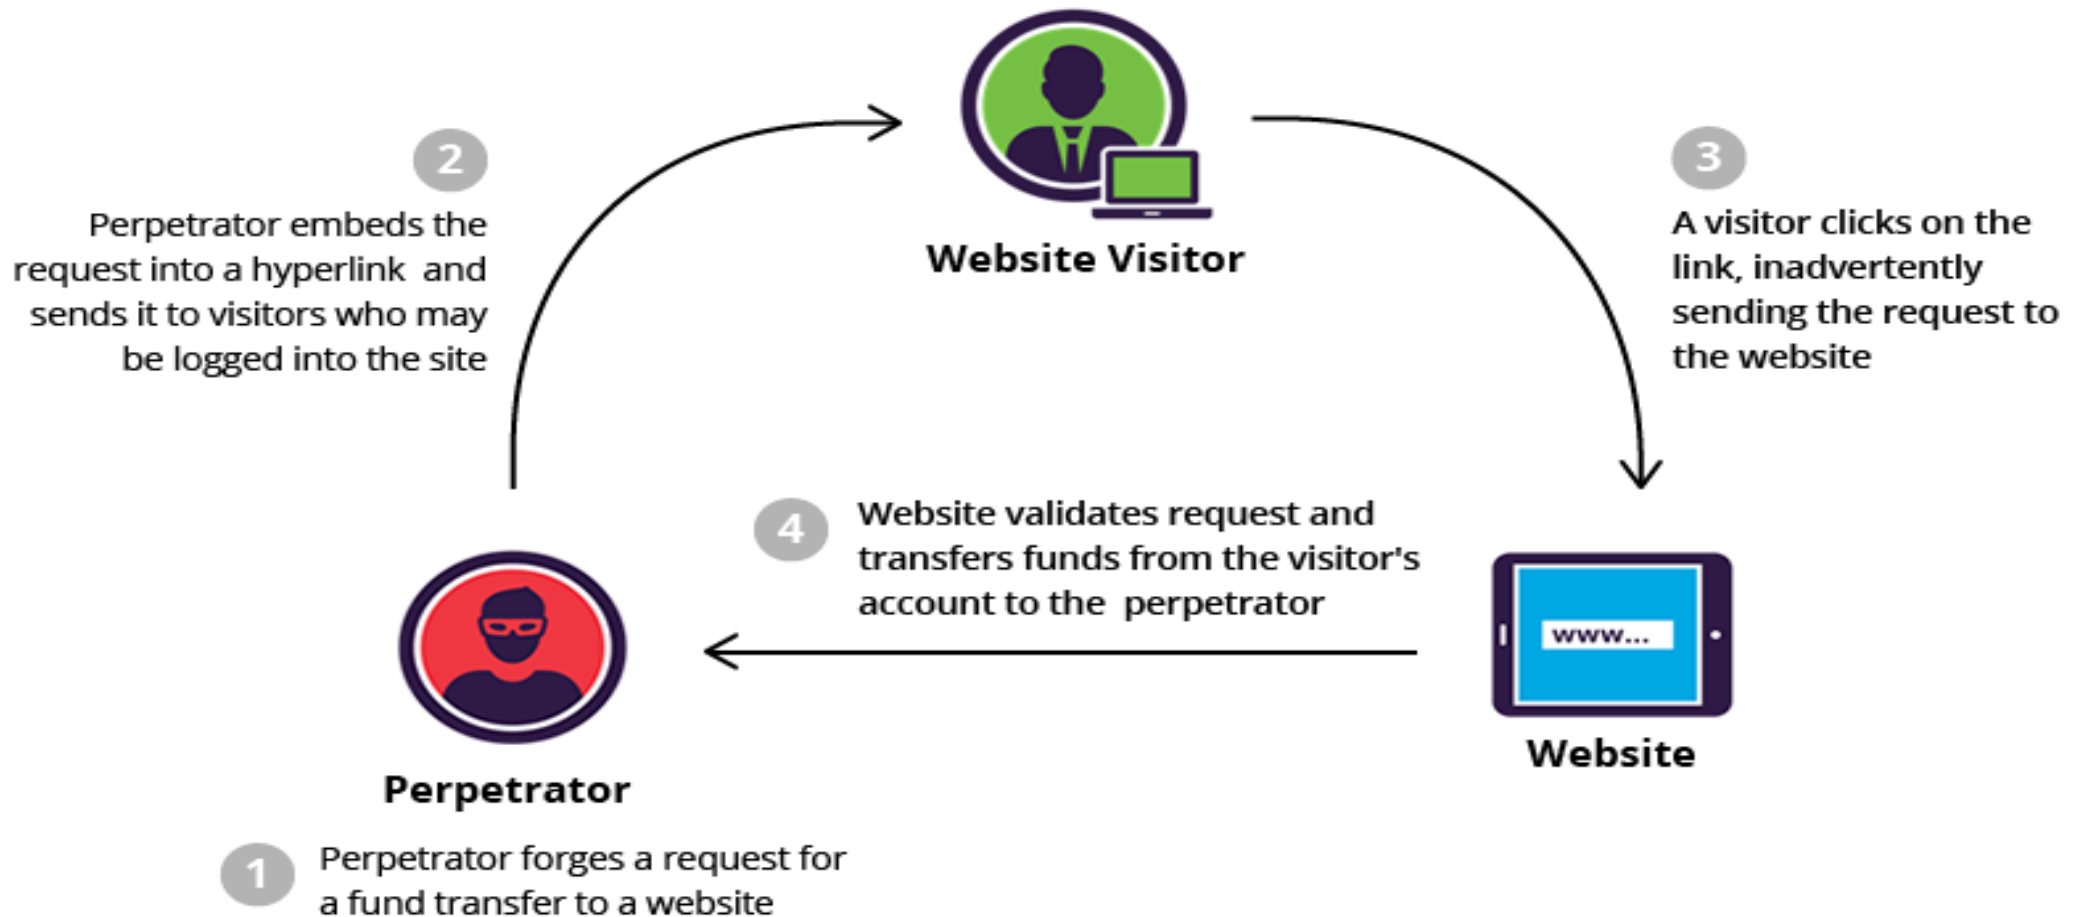 2
Perpetrator embeds the
request into a hyperlink and
sends it to visitors who may
be logged into the site
Website Visitor
3
A visitor clicks on the
link, inadvertently
sending the request to
the website
4
Website validates request and
transfers funds from the visitor's
account to the perpetrator
www...
Website
Perpetrator
1
Perpetrator forges a request for
a fund transfer to a website